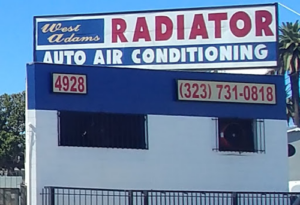 West Adams RADIATOR
AUTO AIR CONDITIONING
4928 (323) 731-0818